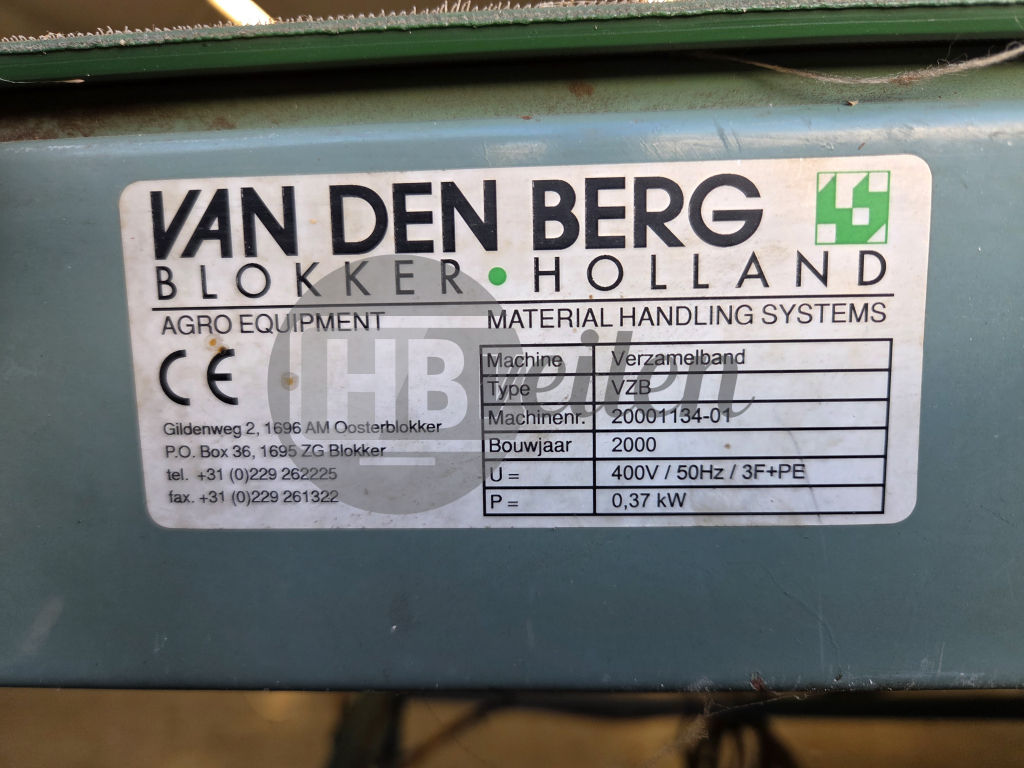 VAN DEN BERG
BLOKKER • HOLLAND
AGRO EQUIPMENT MATERIAL HANDLING SYSTEMS
CE
Gildenweg 2, 1696 AM Oosterblokker
P.O. Box 36, 1695 ZG Blokker
tel. +31 (0)229 262225
fax. +31 (0)229 261322
Machine Verzamelband
Type VZB
Machinenr. 20001134-01
Bouwjaar 2000
U = 400V / 50Hz / 3F+PE
P = 0,37 kW
HB veilen